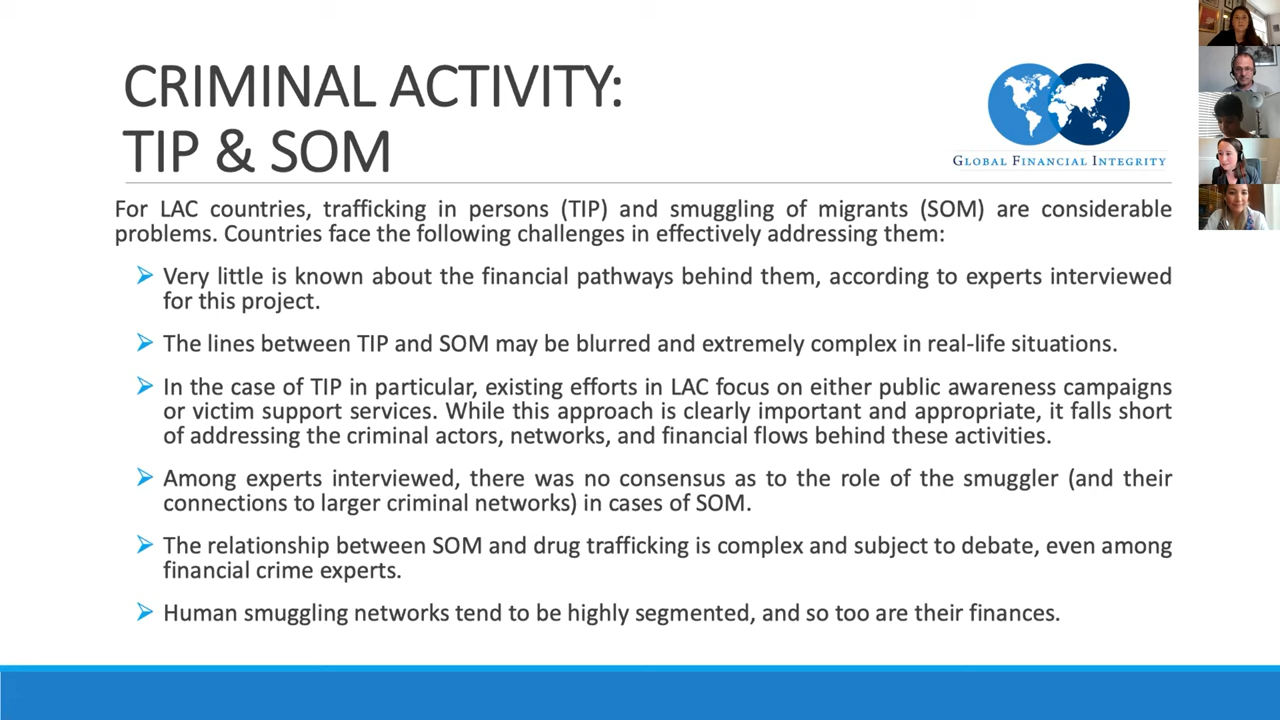 CRIMINAL ACTIVITY:
TIP & SOM
GLOBAL FINANCIAL INTEGRITY
For LAC countries, trafficking in persons (TIP) and smuggling of migrants (SOM) are considerable
problems. Countries face the following challenges in effectively addressing them:
Very little is known about the financial pathways behind them, according to experts interviewed
for this project.
The lines between TIP and SOM may be blurred and extremely complex in real-life situations.
In the case of TIP in particular, existing efforts in LAC focus on either public awareness campaigns
or victim support services. While this approach is clearly important and appropriate, it falls short
of addressing the criminal actors, networks, and financial flows behind these activities.
Among experts interviewed, there was no consensus as to the role of the smuggler (and their
connections to larger criminal networks) in cases of SOM.
The relationship between SOM and drug trafficking is complex and subject to debate, even among
financial crime experts.
Human smuggling networks tend to be highly segmented, and so too are their finances.